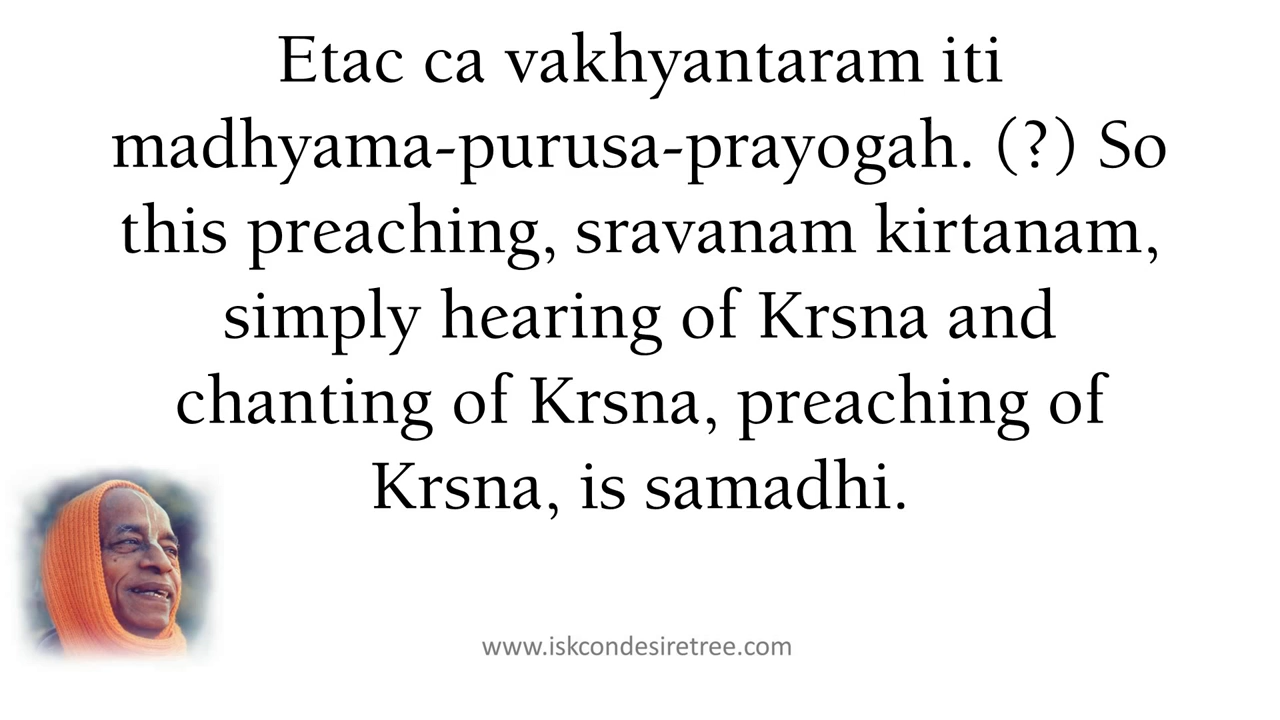 Etac ca vakhyantaram iti
madhyama-purusa-prayogah. (?) So
this preaching, sravanam kirtanam,
simply hearing of Krsna and
chanting of Krsna, preaching of
Krsna, is samadhi.
www.iskcondesiretree.com